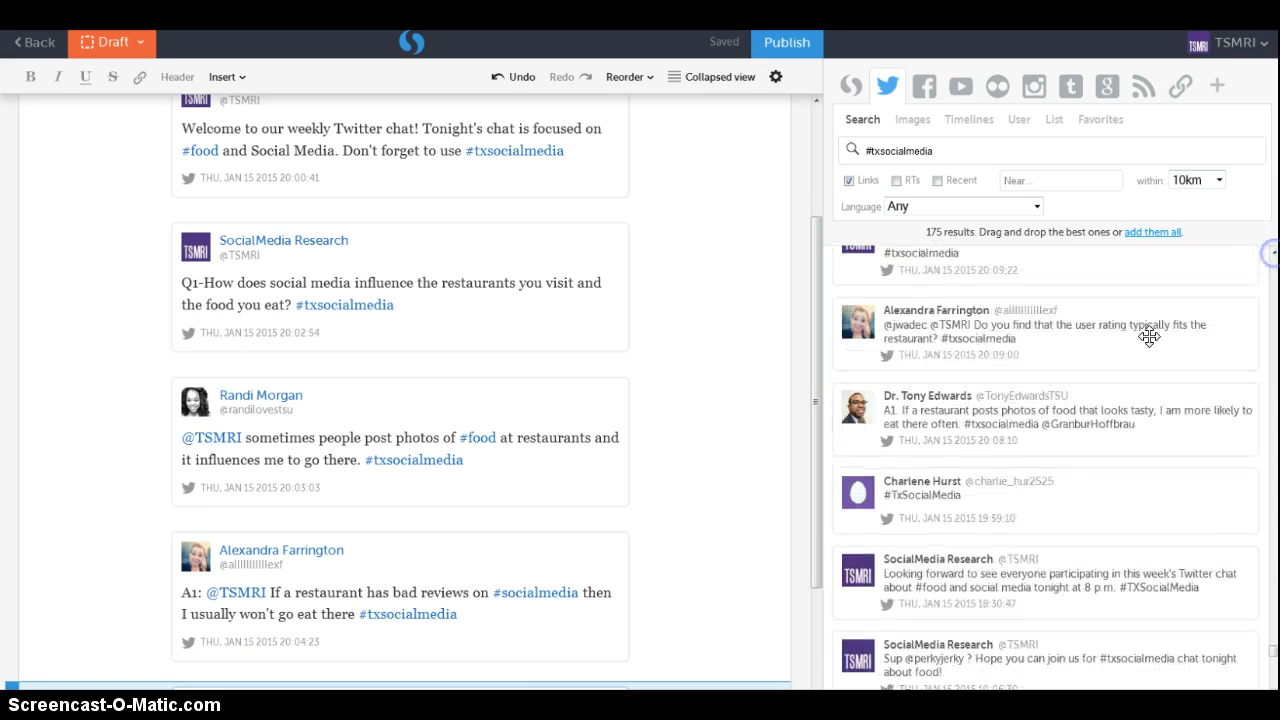 Back
Draft
Saved
Publish
TSMRI
TSMRI
B I U S Header Insert
Undo Redo Reorder Collapsed view
TSMRI
@TSMRI
Welcome to our weekly Twitter chat! Tonight's chat is focused on
#food and Social Media. Don't forget to use #txsocialmedia
THU, JAN 15 2015 20:00:41
TSMRI
SocialMedia Research
@TSMRI
Q1-How does social media influence the restaurants you visit and
the food you eat? #txsocialmedia
THU, JAN 15 2015 20:02:54
Randi Morgan
@randilovestsu
@TSMRI sometimes people post photos of #food at restaurants and
it influences me to go there. #txsocialmedia
THU, JAN 15 2015 20:03:03
Alexandra Farrington
A1: @TSMRI If a restaurant has bad reviews on #socialmedia then
I usually won't go eat there #txsocialmedia
THU, JAN 15 2015 20:04:23
Search Images Timelines User List Favorites
#txsocialmedia
Links RTs Recent Near... within: 10km
Language Any
175 results. Drag and drop the best ones or add them all.
#txsocialmedia
THU, JAN 15 2015 20:09:22
Alexandra Farrington
@jwadec @TSMRI Do you find that the user rating typically fits the
restaurant? #txsocialmedia
THU, JAN 15 2015 20:09:00
Dr. Tony Edwards @TonyEdwardsTSU
A1. If a restaurant posts photos of food that looks tasty, I am more likely to
eat there often. #txsocialmedia @GranburHoffbrau
THU, JAN 15 2015 20:08:10
Charlene Hurst @charlie_hur2525
#TxSocialMedia
THU, JAN 15 2015 19:59:10
TSMRI
SocialMedia Research @TSMRI
Looking forward to see everyone participating in this week's Twitter chat
about #food and social media tonight at 8 p.m. #TXSocialMedia
THU, JAN 15 2015 18:30:47
TSMRI
SocialMedia Research @TSMRI
Sup @perkyjerky ? Hope you can join us for #txsocialmedia chat tonight
about food!
Screencast-O-Matic.com